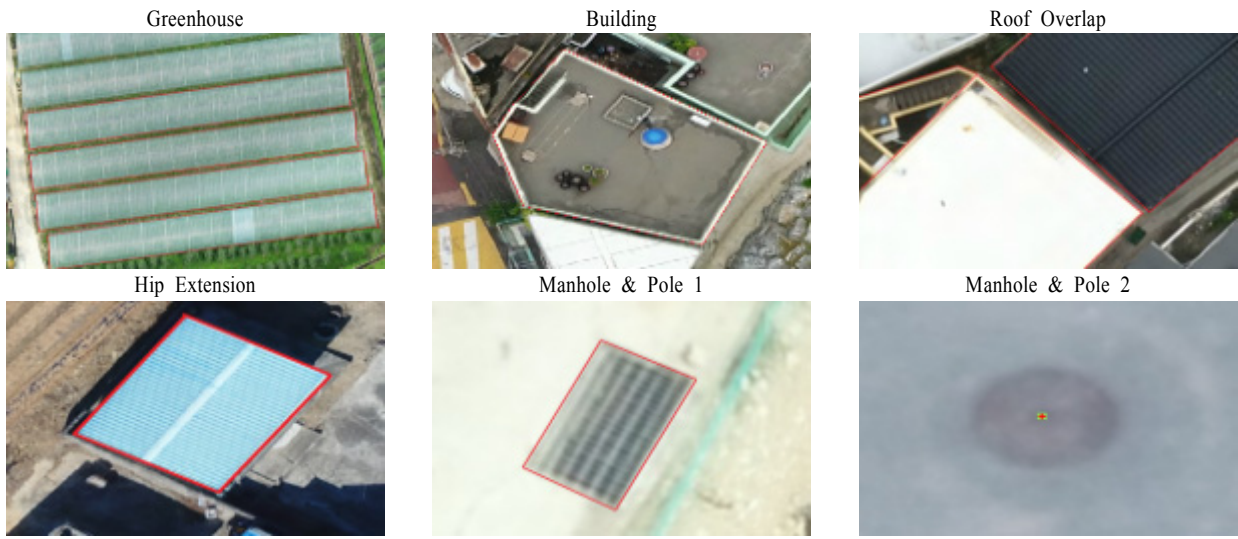 Greenhouse
Building
Roof Overlap
Hip Extension
Manhole & Pole 1
Manhole & Pole 2